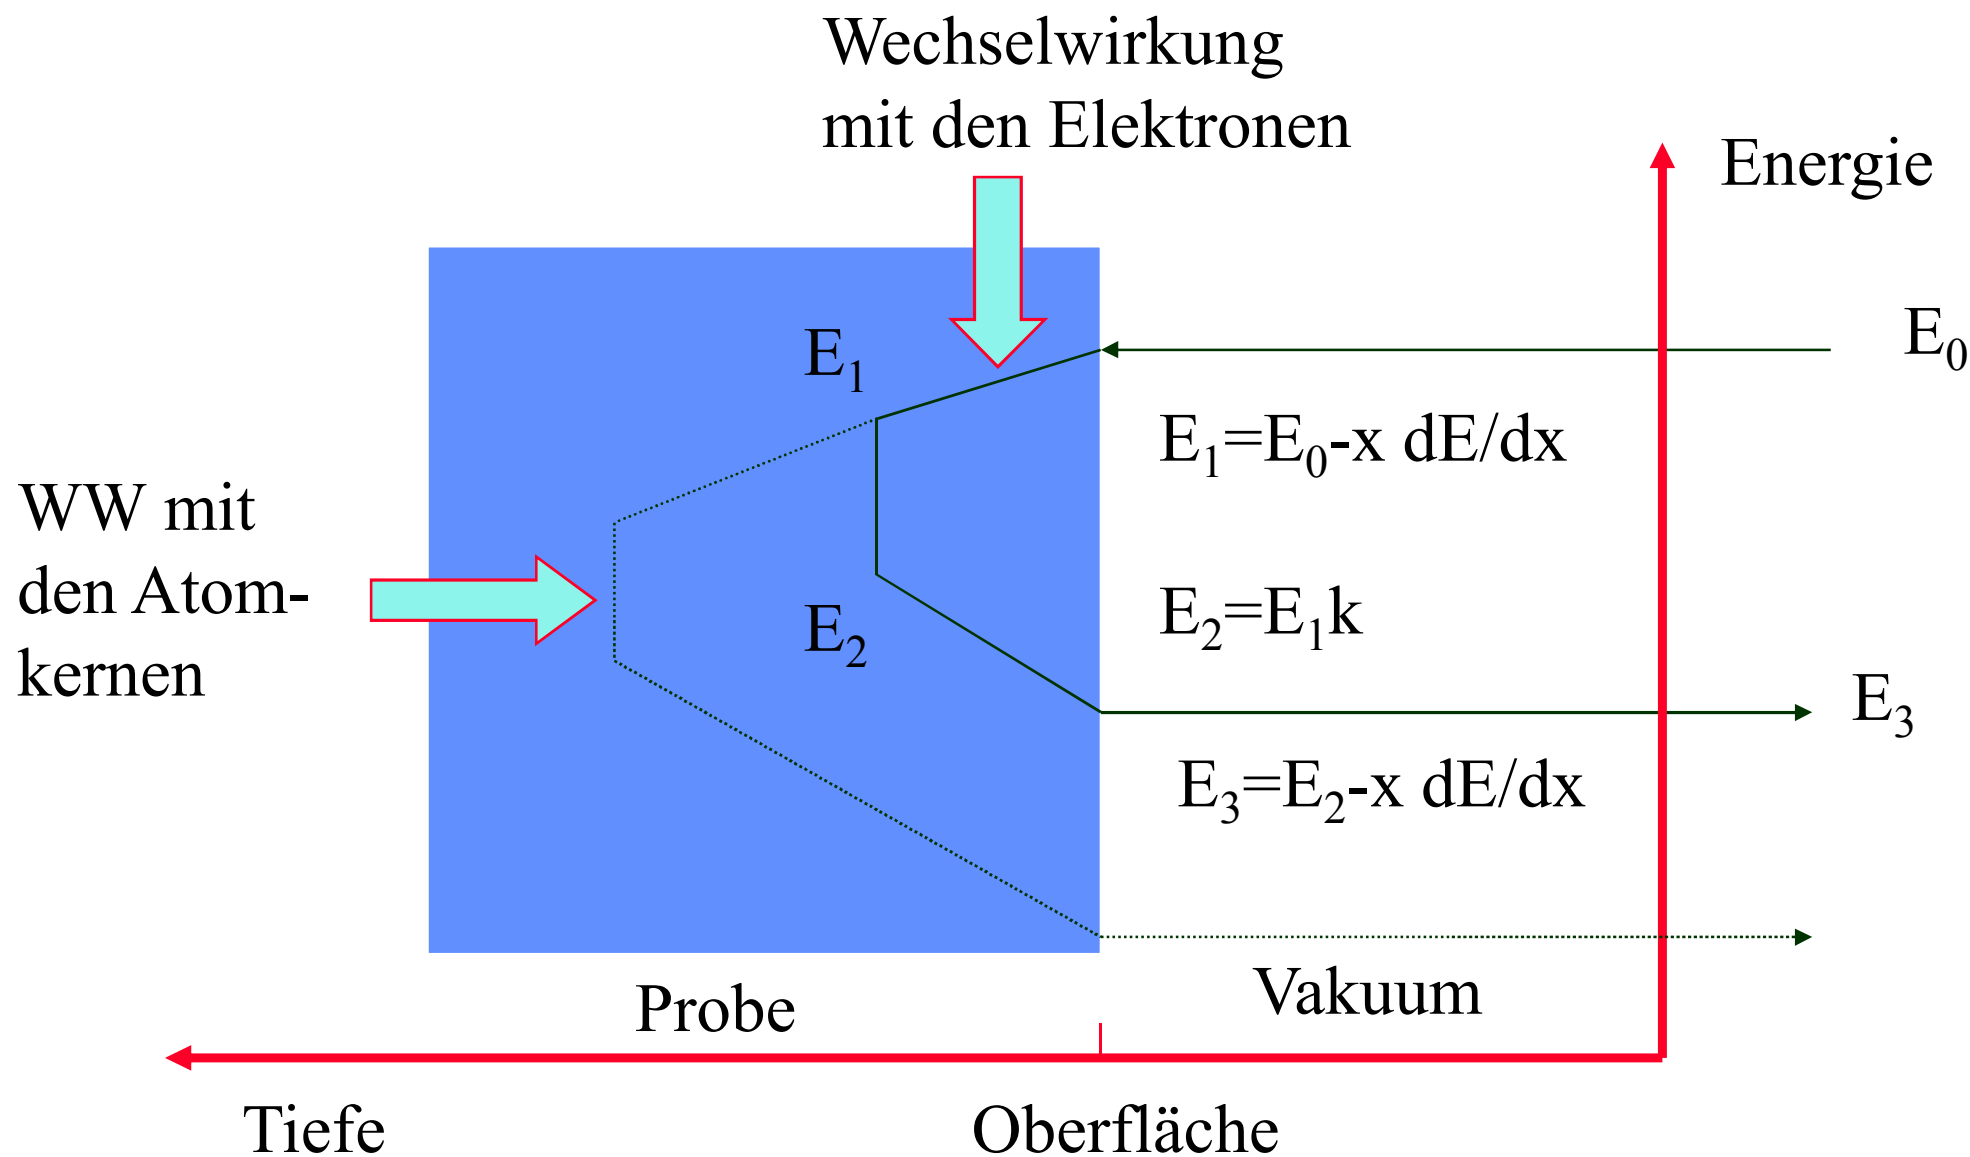 Wechselwirkung
mit den Elektronen
Energie
E₀
E₁
E₁=E₀-x dE/dx
WW mit
den Atom-
kernen
E₂=E₁k
E₂
E₃
E₃=E₂-x dE/dx
Vakuum
Probe
Tiefe
Oberfläche